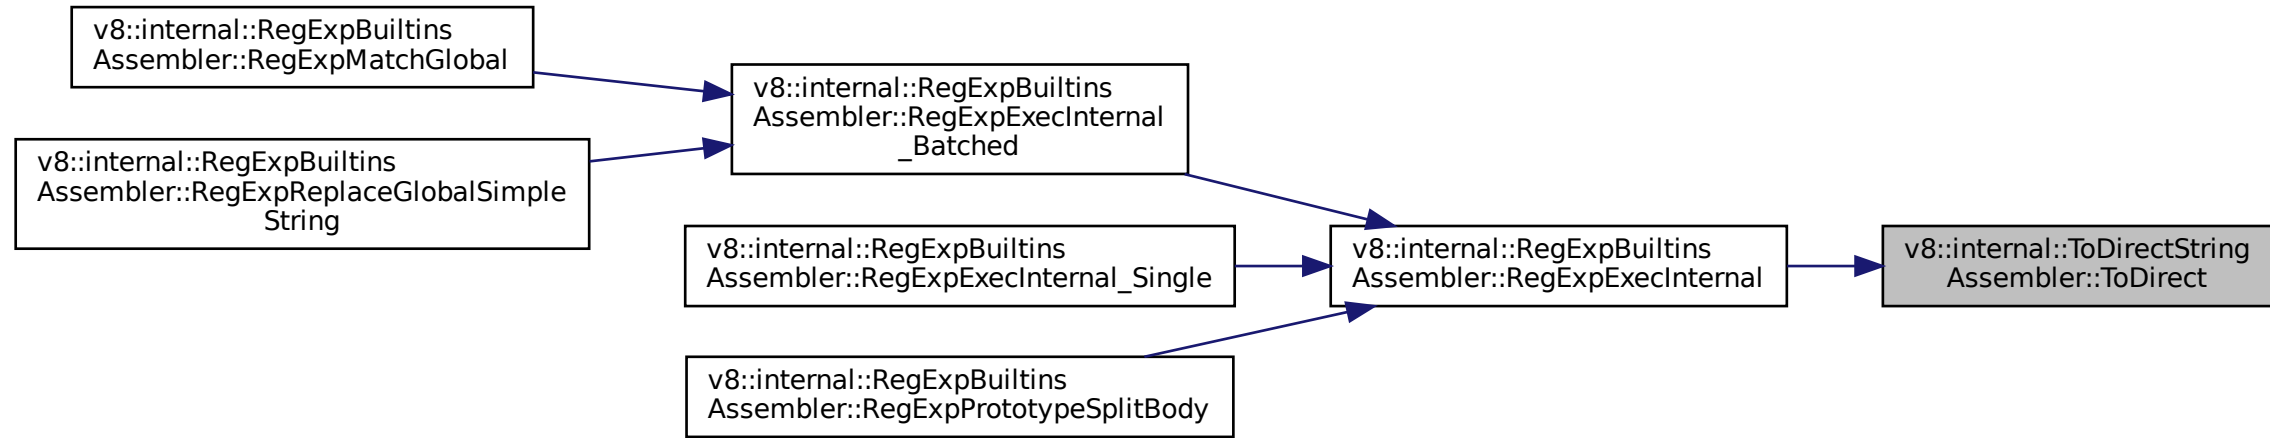 v8::internal::RegExpBuiltins
Assembler::RegExpMatchGlobal
v8::internal::RegExpBuiltins
Assembler::RegExpReplaceGlobalSimple
String
v8::internal::RegExpBuiltins
Assembler::RegExpExecInternal
_Batched
v8::internal::RegExpBuiltins
Assembler::RegExpExecInternal_Single
v8::internal::RegExpBuiltins
Assembler::RegExpPrototypeSplitBody
v8::internal::RegExpBuiltins
Assembler::RegExpExecInternal
v8::internal::ToDirectString
Assembler::ToDirect